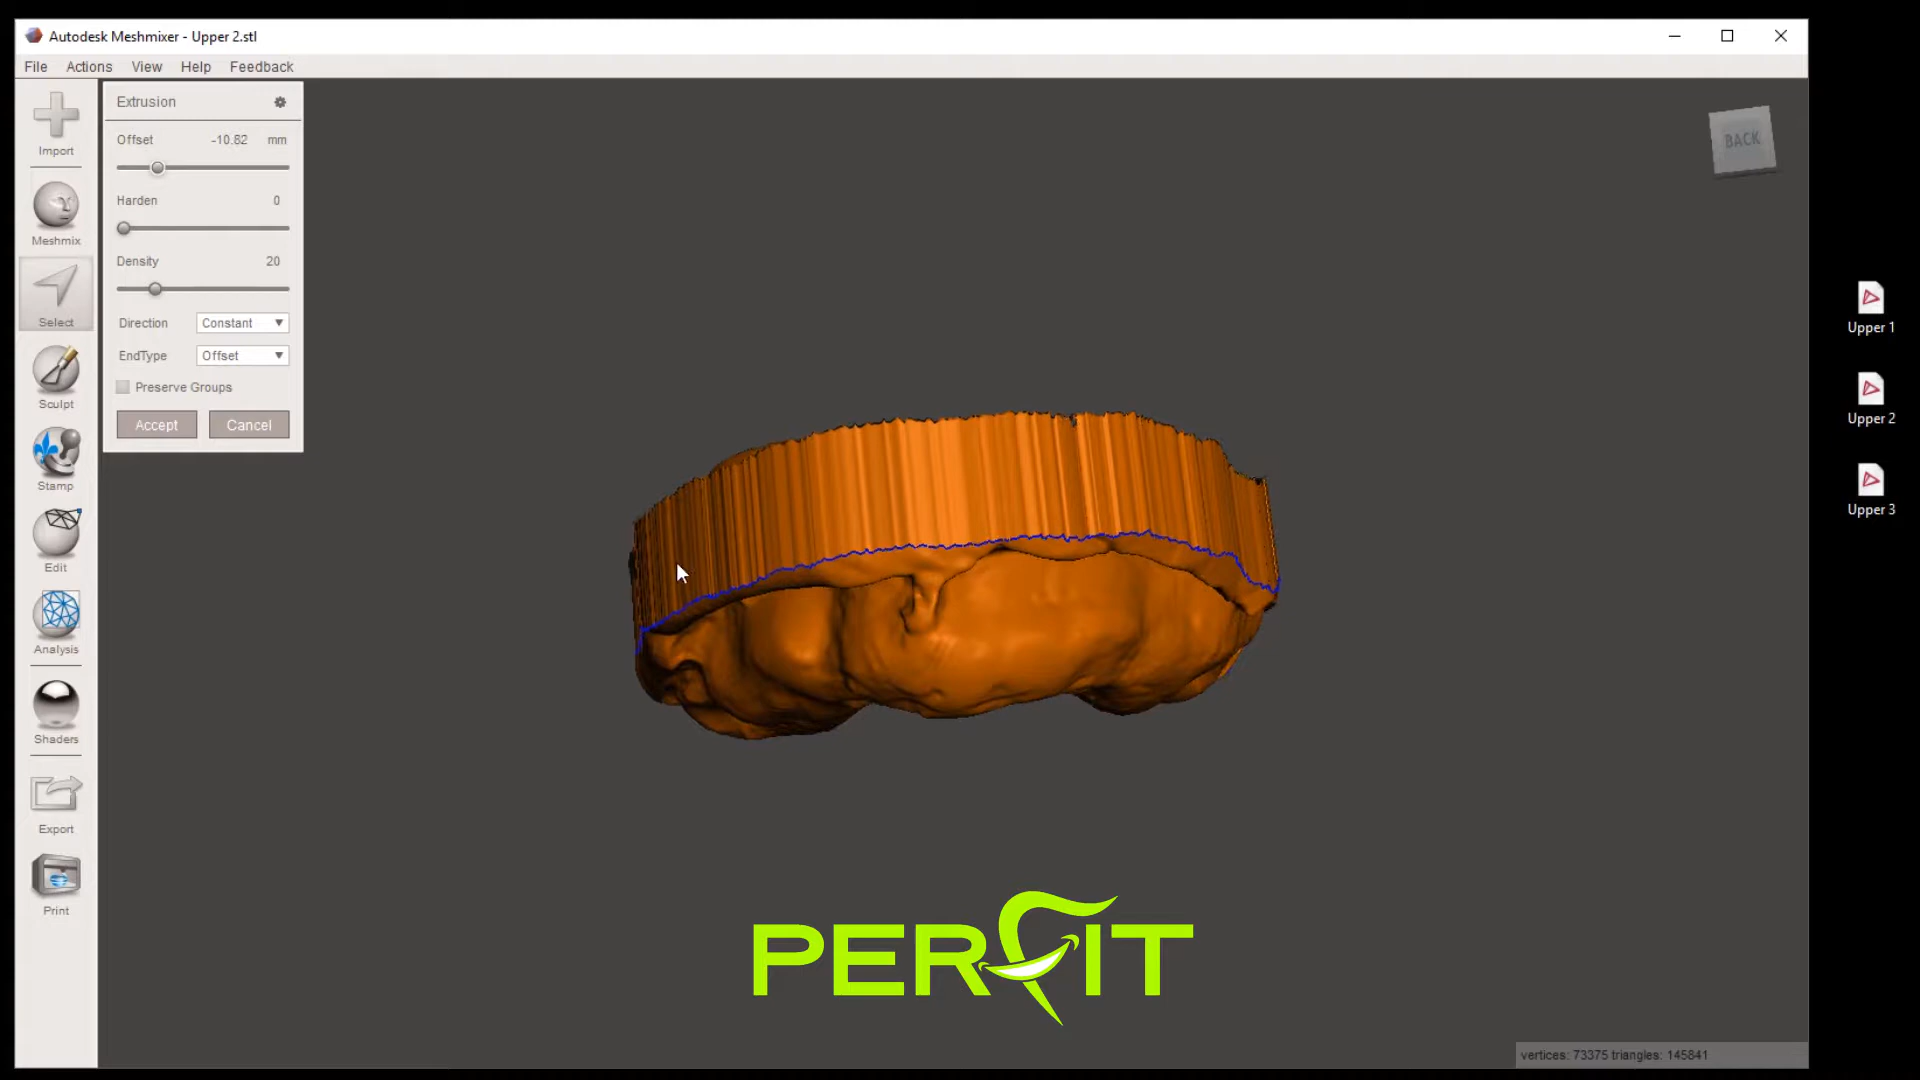 Autodesk Meshmixer - Upper 2.stl
File Actions View Help Feedback
Import
Meshmix
Select
Sculpt
Stamp
Edit
Analysis
Shaders
Export
Print
Extrusion
Offset -10.82 mm
Harden 0
Density 20
Direction Constant
EndType Offset
Preserve Groups
Accept Cancel
BACK
Upper 1
Upper 2
Upper 3
PERFIT
vertices: 73375 triangles: 145841